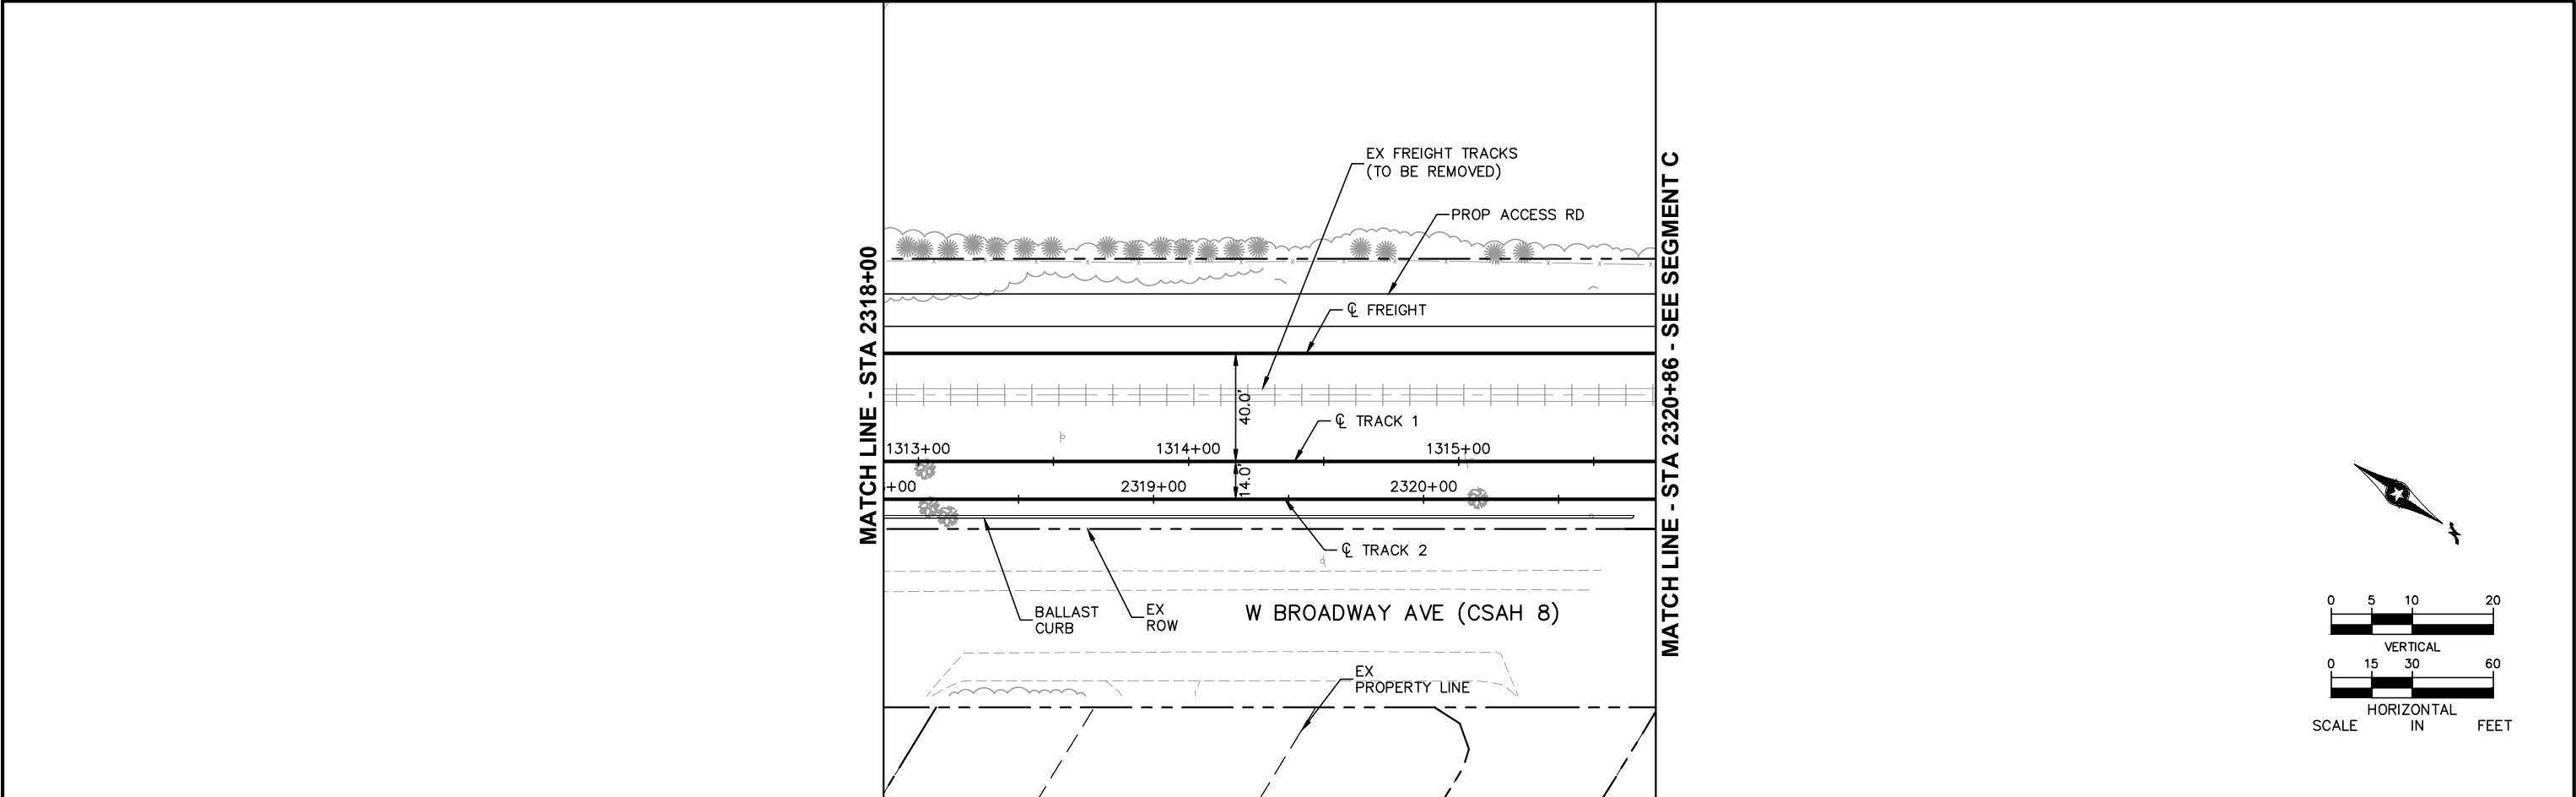 EX FREIGHT TRACKS
(TO BE REMOVED)
PROP ACCESS RD
℄ FREIGHT
40.0'
℄ TRACK 1
1313+00
1314+00
1315+00
14.0'
+00
2319+00
2320+00
℄ TRACK 2
BALLAST
CURB
EX
ROW
W BROADWAY AVE (CSAH 8)
EX
PROPERTY LINE
MATCH LINE - STA 2318+00
MATCH LINE - STA 2320+86 - SEE SEGMENT C
N
0 5 10 20
VERTICAL
0 15 30 60
HORIZONTAL
SCALE IN FEET